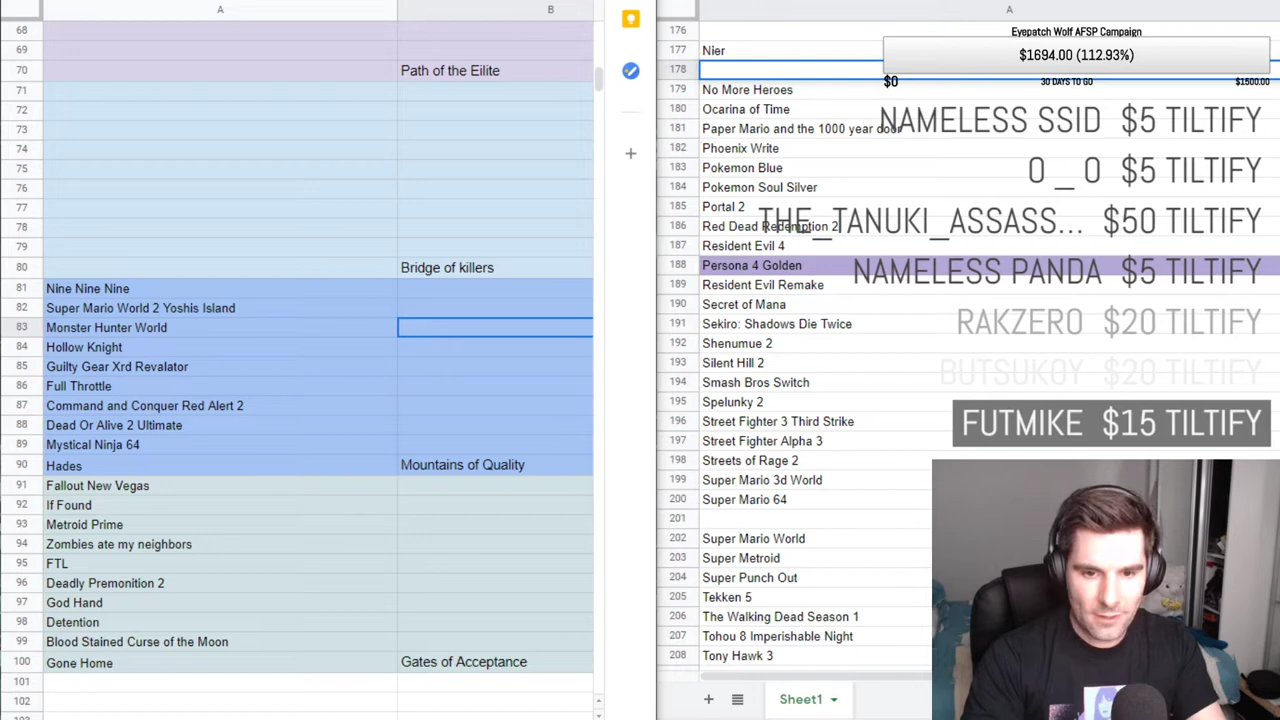 A
B
68
69
70 Path of the Eilite
71
72
73
74
75
76
77
78
79
80 Bridge of killers
81 Nine Nine Nine
82 Super Mario World 2 Yoshis Island
83 Monster Hunter World
84 Hollow Knight
85 Guilty Gear Xrd Revalator
86 Full Throttle
87 Command and Conquer Red Alert 2
88 Dead Or Alive 2 Ultimate
89 Mystical Ninja 64
90 Hades Mountains of Quality
91 Fallout New Vegas
92 If Found
93 Metroid Prime
94 Zombies ate my neighbors
95 FTL
96 Deadly Premonition 2
97 God Hand
98 Detention
99 Blood Stained Curse of the Moon
100 Gone Home Gates of Acceptance
101
102
A
176
177 Nier
178
179 No More Heroes
180 Ocarina of Time
181 Paper Mario and the 1000 year door
182 Phoenix Write
183 Pokemon Blue
184 Pokemon Soul Silver
185 Portal 2
186 Red Dead Redemption 2
187 Resident Evil 4
188 Persona 4 Golden
189 Resident Evil Remake
190 Secret of Mana
191 Sekiro: Shadows Die Twice
192 Shenumue 2
193 Silent Hill 2
194 Smash Bros Switch
195 Spelunky 2
196 Street Fighter 3 Third Strike
197 Street Fighter Alpha 3
198 Streets of Rage 2
199 Super Mario 3d World
200 Super Mario 64
201
202 Super Mario World
203 Super Metroid
204 Super Punch Out
205 Tekken 5
206 The Walking Dead Season 1
207 Tohou 8 Imperishable Night
208 Tony Hawk 3
Sheet1
Eyepatch Wolf AFSP Campaign
$1694.00 (112.93%)
$0 30 DAYS TO GO $1500.00
NAMELESS SSID $5 TILTIFY
O _ O $5 TILTIFY
THE_TANUKI_ASSASS... $50 TILTIFY
NAMELESS PANDA $5 TILTIFY
RAKZERO $20 TILTIFY
BUTSUKOY $20 TILTIFY
FUTMIKE $15 TILTIFY